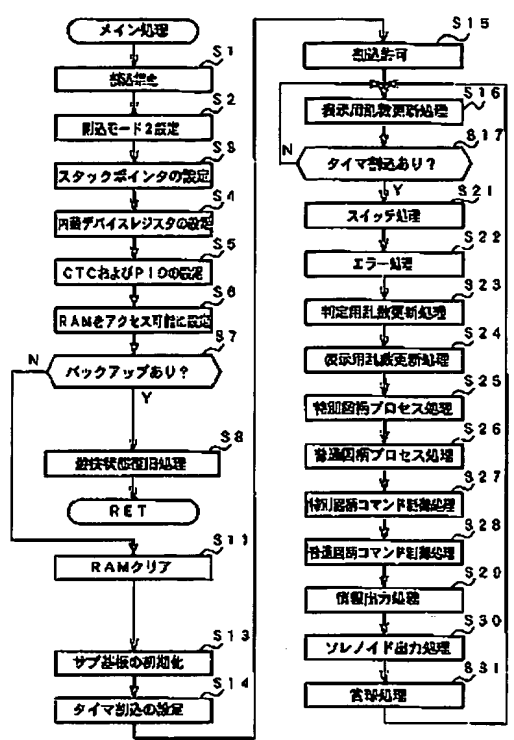 メイン処理
S1
割込禁止
S2
割込モード2設定
S3
スタックポインタの設定
S4
内蔵デバイスレジスタの設定
S5
CTCおよびPIOの設定
S6
RAMをアクセス可能に設定
S7
バックアップあり?
N
Y
S8
遊技状態復旧処理
RET
S11
RAMクリア
S13
サブ基板の初期化
S14
タイマ割込の設定
S15
割込許可
S16
表示用乱数更新処理
S17
タイマ割込あり?
N
Y
S21
スイッチ処理
S22
エラー処理
S23
判定用乱数更新処理
S24
表示用乱数更新処理
S25
特別図柄プロセス処理
S26
普通図柄プロセス処理
S27
特別図柄コマンド制御処理
S28
普通図柄コマンド制御処理
S29
情報出力処理
S30
ソレノイド出力処理
S31
賞球処理